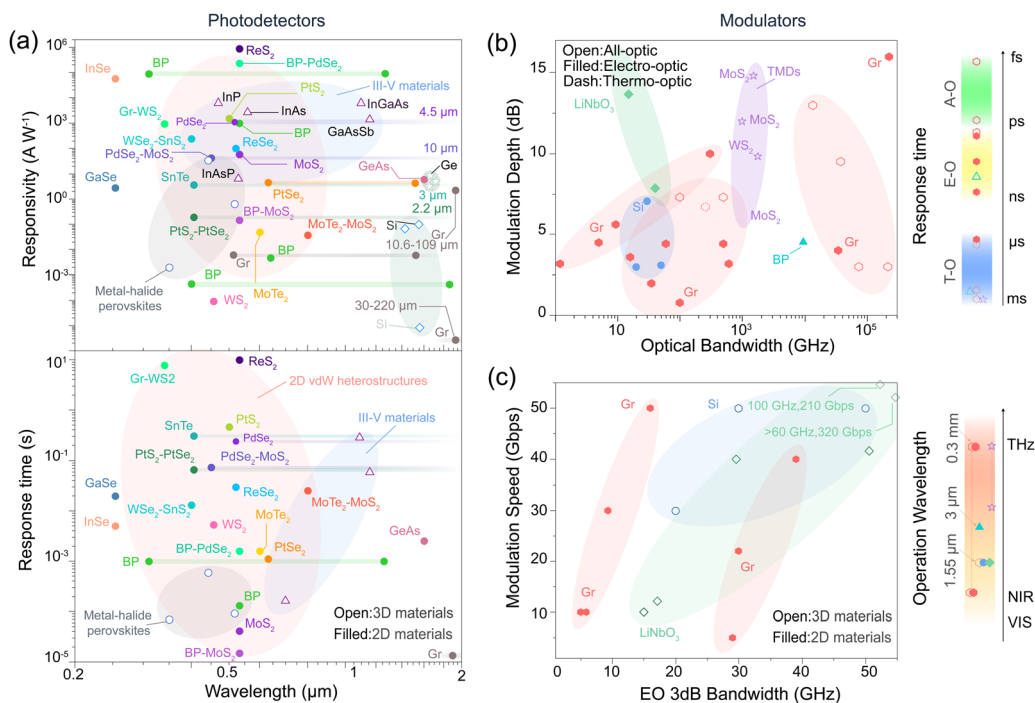 Photodetectors
Modulators
(a)
10^6
10^3
10^0
10^-3
Responsivity (A W^-1)
BP
ReS2
InSe
BP-PdSe2
PtS2
III-V materials
InP
InGaAs
Gr-WS2
InAs
4.5 μm
PdSe2
BP
GaAsSb
WSe2-SnS2
ReSe2
10 μm
PdSe2-MoS2
MoS2
GeAs
Ge
GaSe
SnTe
InAsP
3 μm
PtSe2
2.2 μm
BP-MoS2
PtS2-PtSe2
MoTe2-MoS2
Si
Gr
10.6-109 μm
Gr
BP
BP
Metal-halide
perovskites
MoTe2
WS2
30-220 μm
Si
Gr
10^1
10^-1
10^-3
10^-5
Response time (s)
ReS2
Gr-WS2
2D vdW heterostructures
PtS2
SnTe
III-V materials
PdSe2
PtS2-PtSe2
PdSe2-MoS2
GaSe
ReSe2
MoTe2-MoS2
WSe2-SnS2
MoTe2
InSe
WS2
GeAs
BP-PdSe2
PtSe2
BP
BP
Metal-halide
perovskites
MoS2
Open:3D materials
Filled:2D materials
BP-MoS2
Gr
0.2 0.5 1 2
Wavelength (μm)
(b)
15
10
5
0
Modulation Depth (dB)
Open:All-optic
Filled:Electro-optic
Dash:Thermo-optic
Gr
MoS2
TMDs
LiNbO3
MoS2
WS2
Si
MoS2
Gr
BP
Gr
10^1 10^3 10^5
Optical Bandwidth (GHz)
Response time
A-O
E-O
T-O
fs
ps
ns
μs
ms
(c)
50
40
30
20
10
Modulation Speed (Gbps)
Gr
Si
100 GHz,210 Gbps
>60 GHz,320 Gbps
Gr
Gr
LiNbO3
Open:3D materials
Filled:2D materials
0 10 20 30 40 50
EO 3dB Bandwidth (GHz)
Operation Wavelength
0.3 mm
3 μm
1.55 μm
THz
NIR
VIS